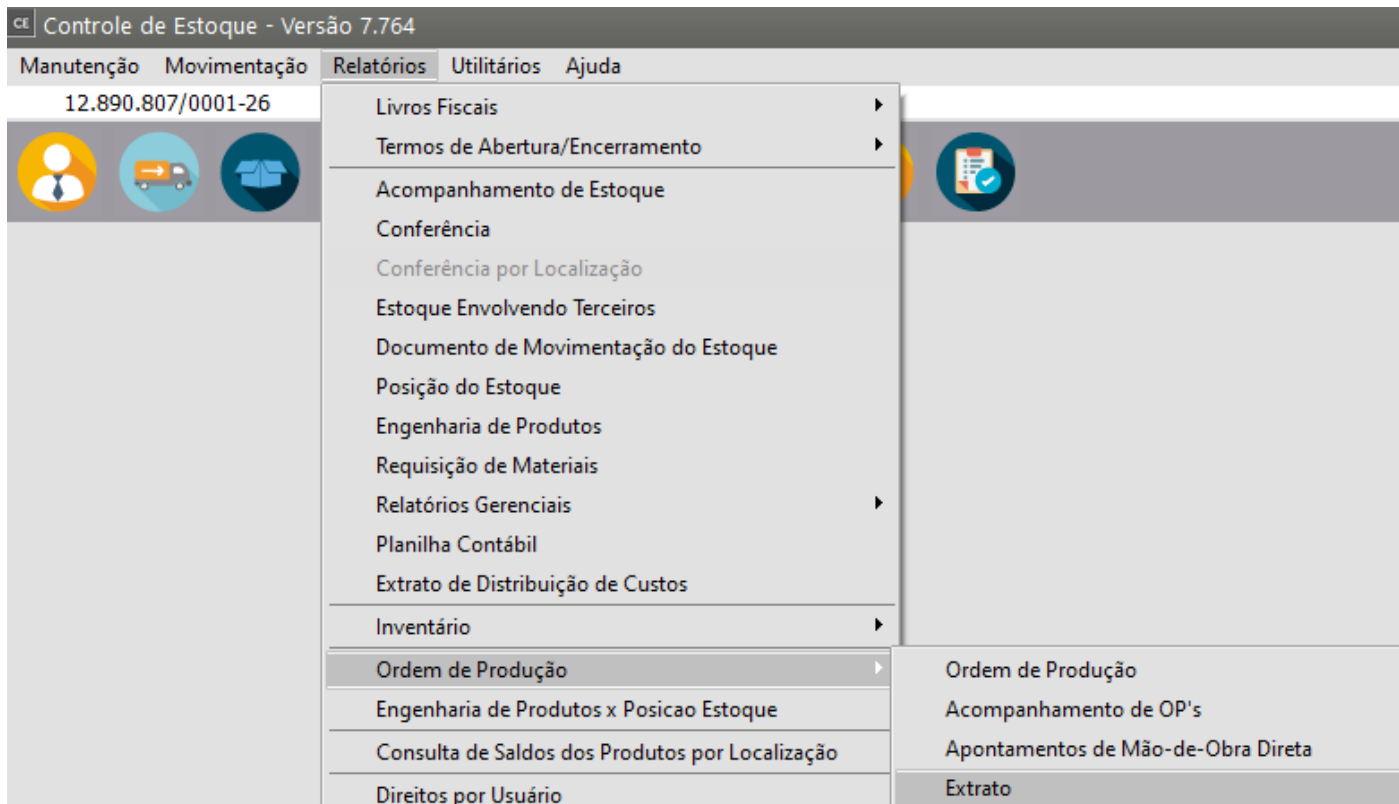 CE Controle de Estoque - Versão 7.764
Manutenção Movimentação Relatórios Utilitários Ajuda
12.890.807/0001-26
Livros Fiscais
Termos de Abertura/Encerramento
Acompanhamento de Estoque
Conferência
Conferência por Localização
Estoque Envolvendo Terceiros
Documento de Movimentação do Estoque
Posição do Estoque
Engenharia de Produtos
Requisição de Materiais
Relatórios Gerenciais
Planilha Contábil
Extrato de Distribuição de Custos
Inventário
Ordem de Produção
Engenharia de Produtos x Posicao Estoque
Consulta de Saldos dos Produtos por Localização
Direitos por Usuário
Ordem de Produção
Acompanhamento de OP's
Apontamentos de Mão-de-Obra Direta
Extrato